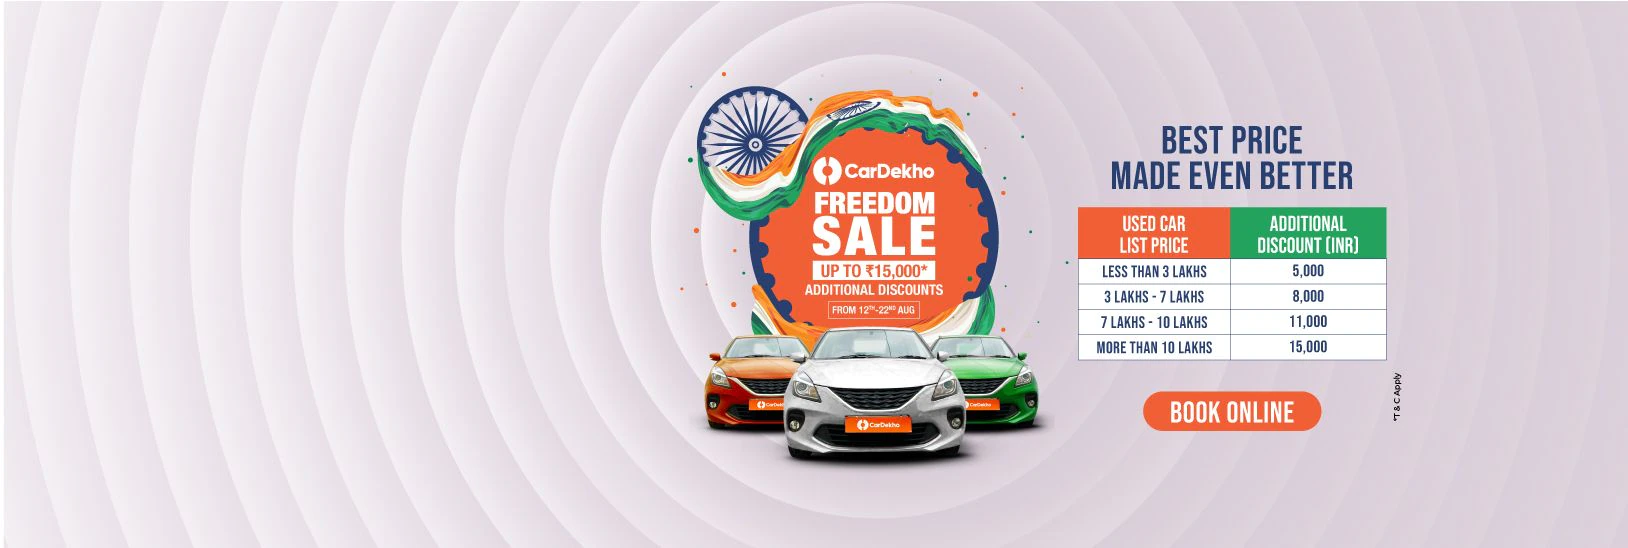 CarDekho
FREEDOM
SALE
UP TO ₹15,000*
ADDITIONAL DISCOUNTS
FROM 12TH-22ND AUG
CarDekho
CarDekho
CarDekho
BEST PRICE
MADE EVEN BETTER
USED CAR
LIST PRICE
ADDITIONAL
DISCOUNT (INR)
LESS THAN 3 LAKHS
5,000
3 LAKHS - 7 LAKHS
8,000
7 LAKHS - 10 LAKHS
11,000
MORE THAN 10 LAKHS
15,000
BOOK ONLINE
*T & C Apply